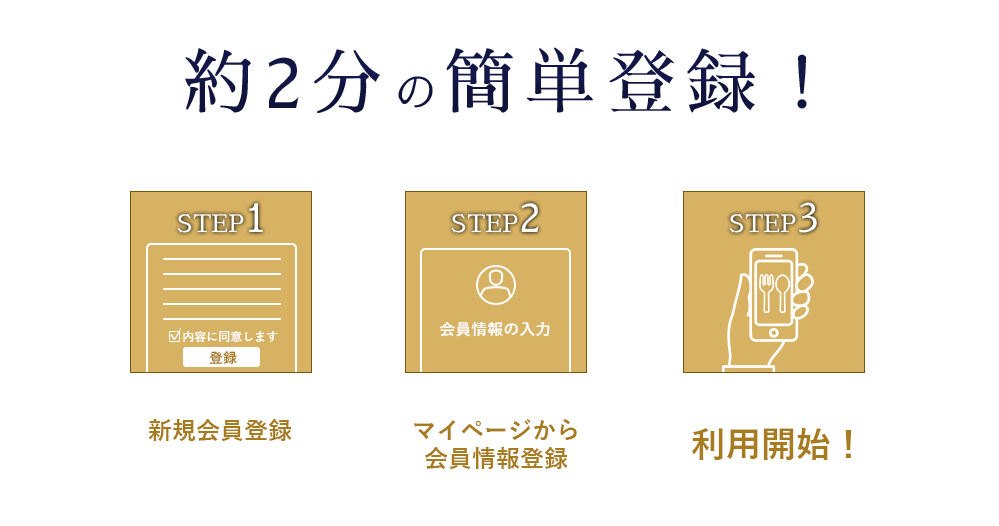 約2分の簡単登録！
STEP1
内容に同意します
登録
新規会員登録
STEP2
会員情報の入力
マイページから
会員情報登録
STEP3
利用開始！